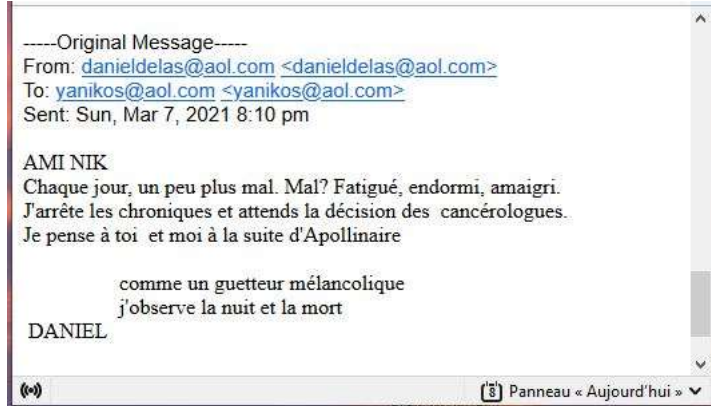 -----Original Message-----
From: danieldelas@aol.com <danieldelas@aol.com>
To: yanikos@aol.com <yanikos@aol.com>
Sent: Sun, Mar 7, 2021 8:10 pm
AMI NIK
Chaque jour, un peu plus mal. Mal? Fatigué, endormi, amaigri.
J'arrête les chroniques et attends la décision des cancérologues.
Je pense à toi et moi à la suite d'Apollinaire
comme un guetteur mélancolique
j'observe la nuit et la mort
DANIEL
8 Panneau « Aujourd'hui »